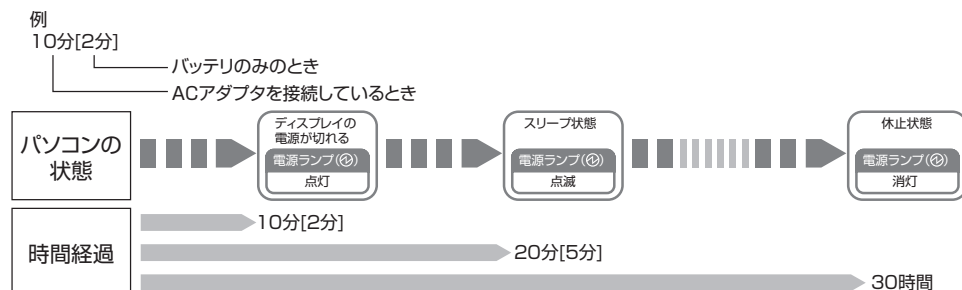 例
10分[2分]
バッテリのみのとき
ACアダプタを接続しているとき
パソコンの
状態
ディスプレイの
電源が切れる
電源ランプ()
点灯
スリープ状態
電源ランプ()
点滅
休止状態
電源ランプ()
消灯
時間経過
10分[2分]
20分[5分]
30時間